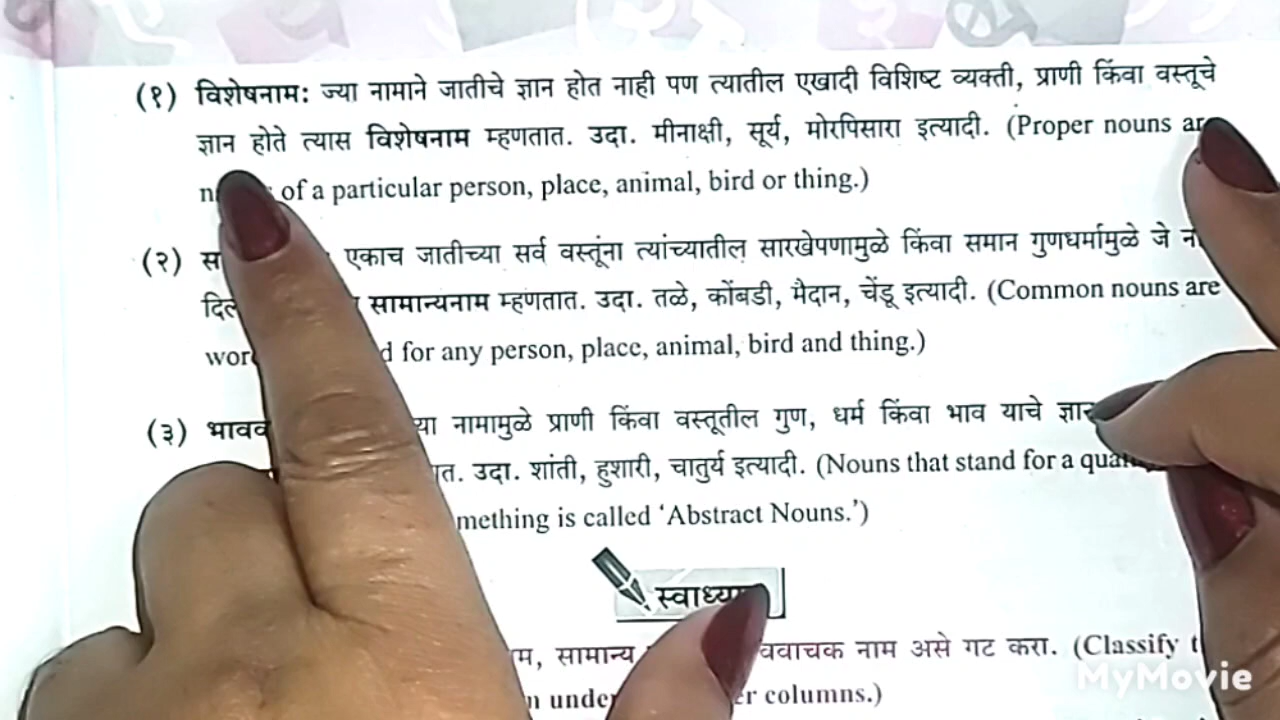 (१) विशेषनाम: ज्या नामाने जातीचे ज्ञान होत नाही पण त्यातील एखादी विशिष्ट व्यक्ती, प्राणी किंवा वस्तूचे
ज्ञान होते त्यास विशेषनाम म्हणतात. उदा. मीनाक्षी, सूर्य, मोरपिसारा इत्यादी. (Proper nouns are
of a particular person, place, animal, bird or thing.)
(२) एकाच जातीच्या सर्व वस्तूंना त्यांच्यातील सारखेपणामुळे किंवा समान गुणधर्मामुळे जे
सामान्यनाम म्हणतात. उदा. तळे, कोंबडी, मैदान, चेंडू इत्यादी. (Common nouns are
for any person, place, animal, bird and thing.)
(३) नामामुळे प्राणी किंवा वस्तूतील गुण, धर्म किंवा भाव याचे
उदा. शांती, हुशारी, चातुर्य इत्यादी. (Nouns that stand for a
is called ‘Abstract Nouns.’)
स्वाध्याय
सामान्य नाम असे गट करा. (Classify
columns.)
MyMovie